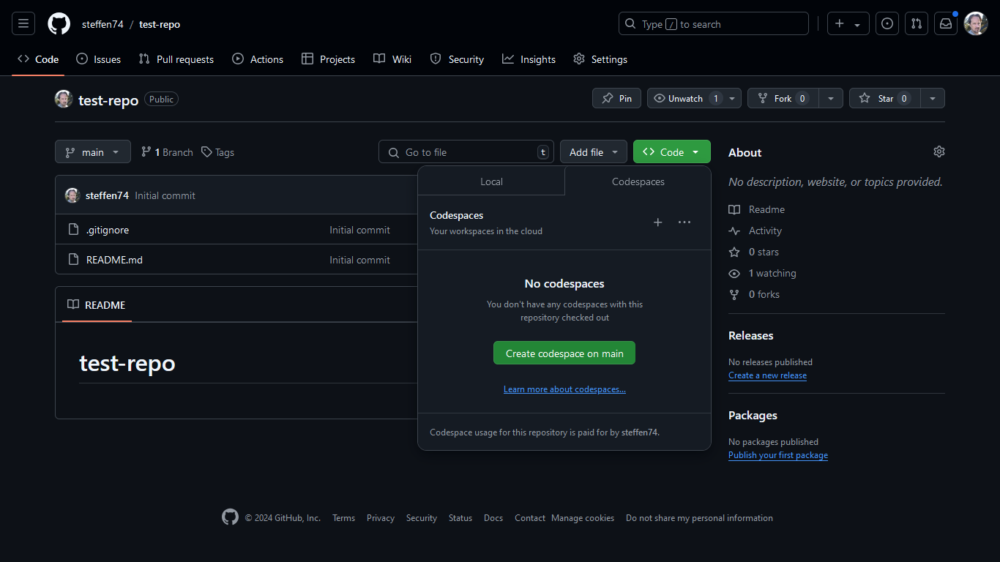 steffen74 / test-repo
Type / to search
Code Issues Pull requests Actions Projects Wiki Security Insights Settings
test-repo Public
Pin Unwatch 1 Fork 0 Star 0
main 1 Branch Tags Go to file t Add file Code
steffen74 Initial commit
.gitignore Initial commit
README.md Initial commit
README
test-repo
Local Codespaces
Codespaces
Your workspaces in the cloud
No codespaces
You don't have any codespaces with this
repository checked out
Create codespace on main
Learn more about codespaces...
Codespace usage for this repository is paid for by steffen74.
About
No description, website, or topics provided.
Readme
Activity
0 stars
1 watching
0 forks
Releases
No releases published
Create a new release
Packages
No packages published
Publish your first package
© 2024 GitHub, Inc. Terms Privacy Security Status Docs Contact Manage cookies Do not share my personal information